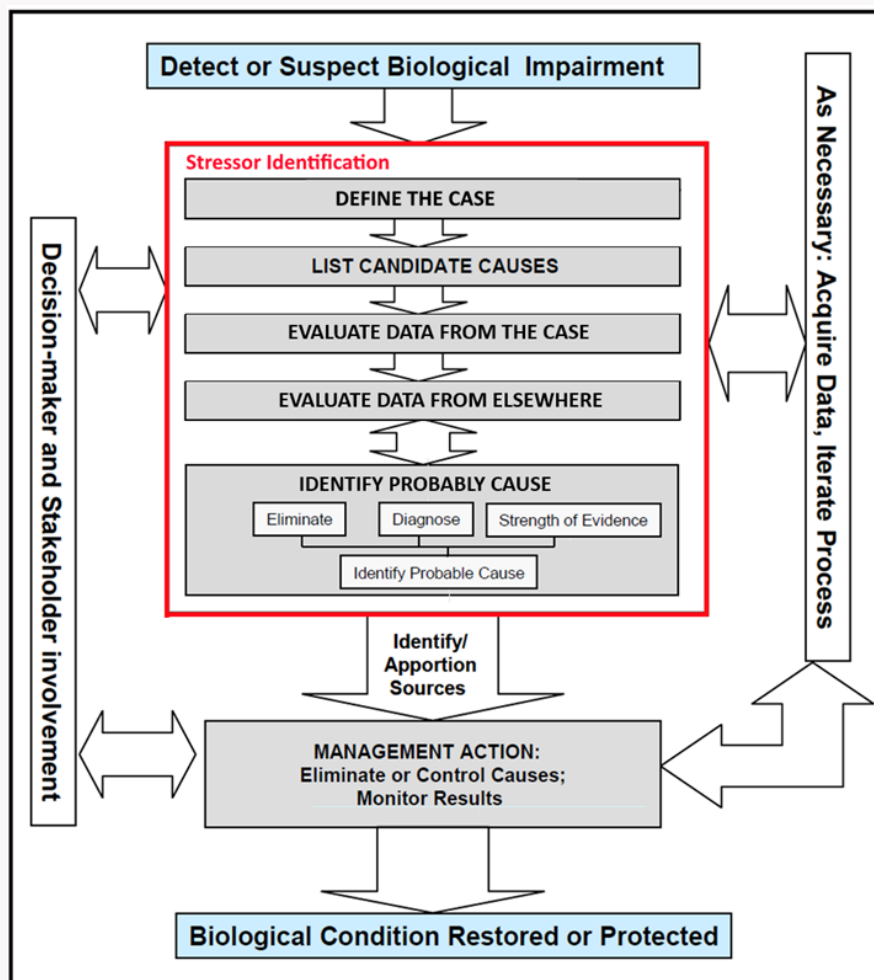 Detect or Suspect Biological Impairment
Stressor Identification
DEFINE THE CASE
LIST CANDIDATE CAUSES
EVALUATE DATA FROM THE CASE
EVALUATE DATA FROM ELSEWHERE
IDENTIFY PROBABLY CAUSE
Eliminate
Diagnose
Strength of Evidence
Identify Probable Cause
Identify/
Apportion
Sources
MANAGEMENT ACTION:
Eliminate or Control Causes;
Monitor Results
Biological Condition Restored or Protected
Decision-maker and Stakeholder involvement
As Necessary: Acquire Data, Iterate Process